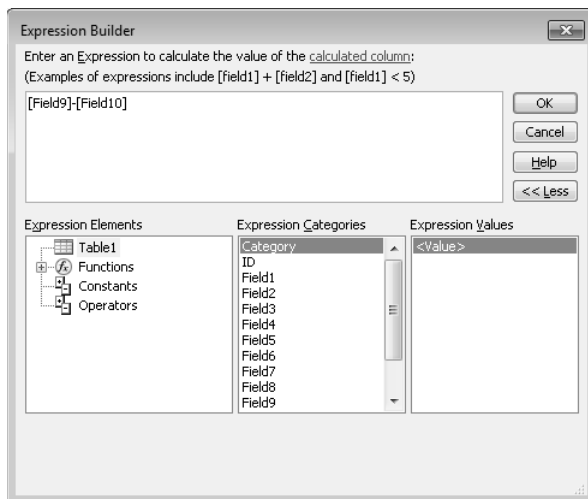 Expression Builder
Enter an Expression to calculate the value of the calculated column:
(Examples of expressions include [field1] + [field2] and [field1] < 5)
[Field9]-[Field10]
OK
Cancel
Help
<< Less
Expression Elements
Table1
Functions
Constants
Operators
Expression Categories
Category
ID
Field1
Field2
Field3
Field4
Field5
Field6
Field7
Field8
Field9
Expression Values
<Value>